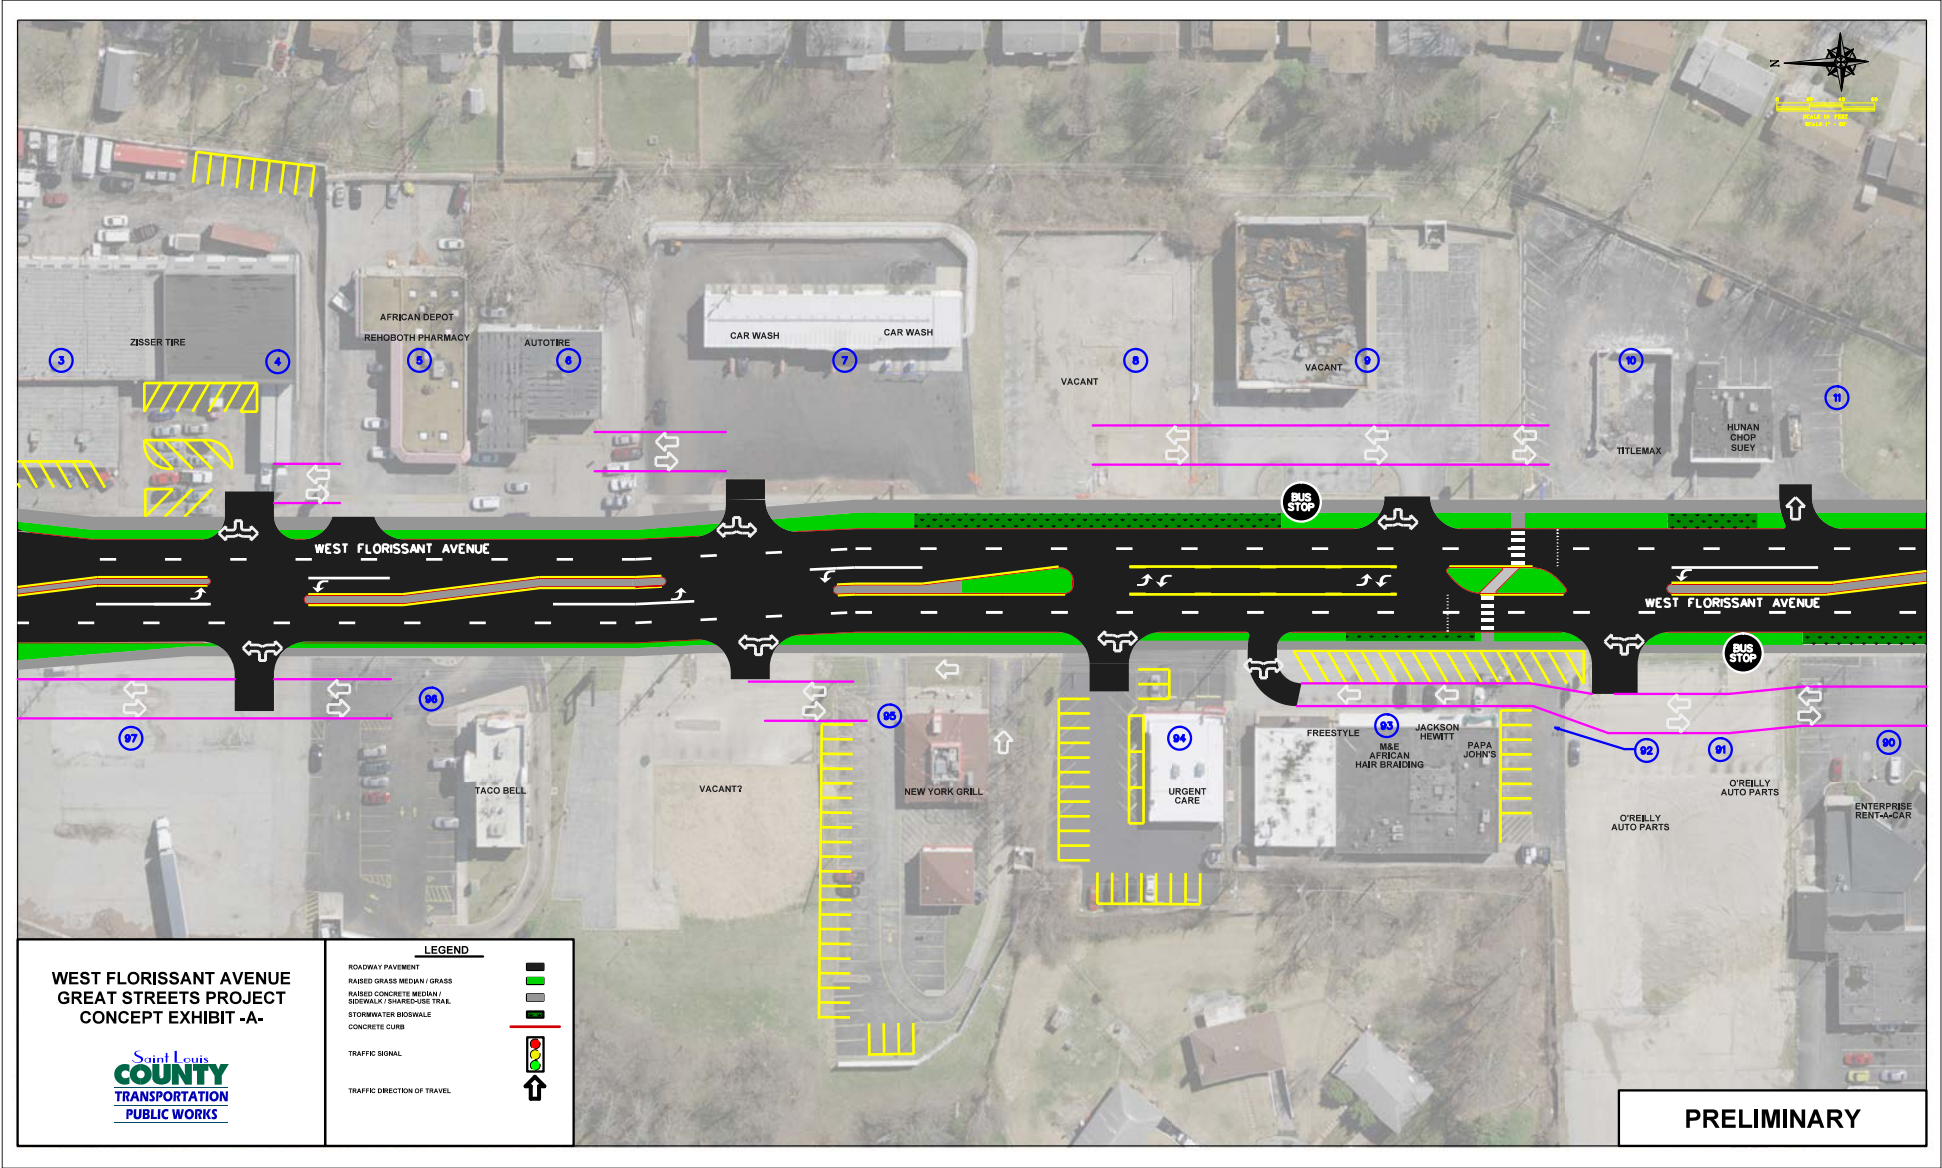 N
SCALE IN FEET
ZISSER TIRE
AFRICAN DEPOT
REHOBOTH PHARMACY
AUTOTIRE
CAR WASH
CAR WASH
VACANT
VACANT
TITLEMAX
HUNAN
CHOP
SUEY
3
4
5
6
7
8
9
10
11
BUS
STOP
WEST FLORISSANT AVENUE
WEST FLORISSANT AVENUE
BUS
STOP
97
96
95
94
93
92
91
90
TACO BELL
VACANT?
NEW YORK GRILL
URGENT
CARE
FREESTYLE
M&E
AFRICAN
HAIR BRAIDING
JACKSON
HEWITT
PAPA
JOHN'S
O'REILLY
AUTO PARTS
O'REILLY
AUTO PARTS
ENTERPRISE
RENT-A-CAR
WEST FLORISSANT AVENUE
GREAT STREETS PROJECT
CONCEPT EXHIBIT -A-
Saint Louis
COUNTY
TRANSPORTATION
PUBLIC WORKS
LEGEND
ROADWAY PAVEMENT
RAISED GRASS MEDIAN / GRASS
RAISED CONCRETE MEDIAN /
SIDEWALK / SHARED-USE TRAIL
STORMWATER BIOSWALE
CONCRETE CURB
TRAFFIC SIGNAL
TRAFFIC DIRECTION OF TRAVEL
PRELIMINARY